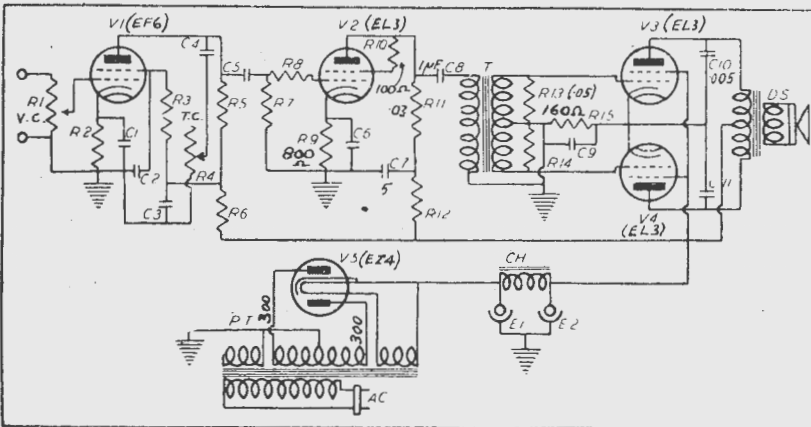 V1 (EF6)
V2 (EL3)
V3 (EL3)
C4
R10
1µF C8
T
C10
.005
DS
R1
V.C.
R2
C1
C2
R3
T.C.
R4
C3
C5
R5
R6
R7
R8
100Ω
.03
R11
R9
800
Ω
C6
C7
5
R12
R13 (.05)
160Ω
R15
C9
R14
V4
(EL3)
V5 (EZ4)
300
300
P.T
CH
E1
E2
AC